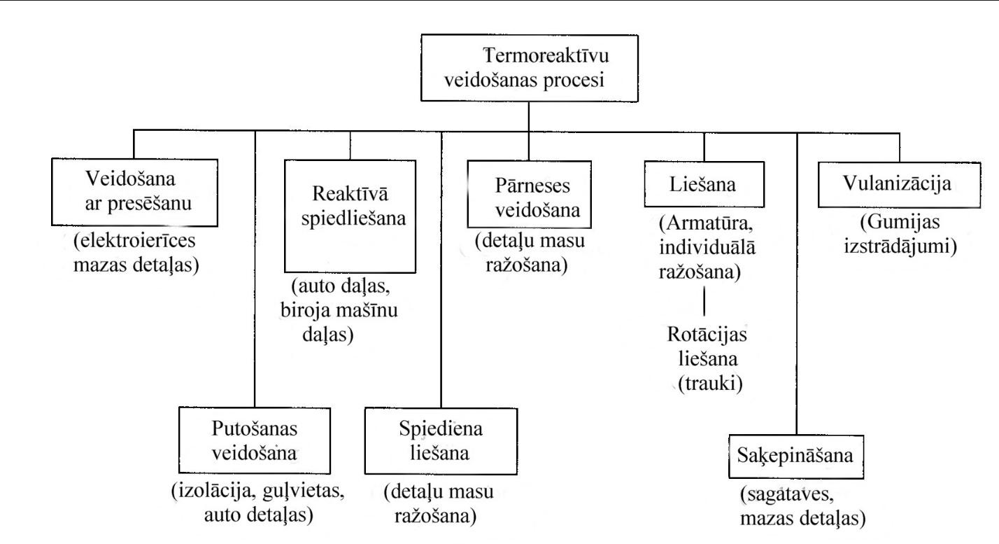 Termoreaktīvu
veidošanas procesi
Veidošana
ar presēšanu
(elektroierīces
mazas detaļas)
Reaktīvā
spiedliešana
(auto daļas,
biroja mašīnu
daļas)
Pārneses
veidošana
(detaļu masu
ražošana)
Liešana
(Armatūra,
individuālā
ražošana)
Rotācijas
liešana
(trauki)
Vulanizācija
(Gumijas
izstrādājumi)
Putošanas
veidošana
(izolācija, guļvietas,
auto detaļas)
Spiediena
liešana
(detaļu masu
ražošana)
Saķepināšana
(sagataves,
mazas detaļas)